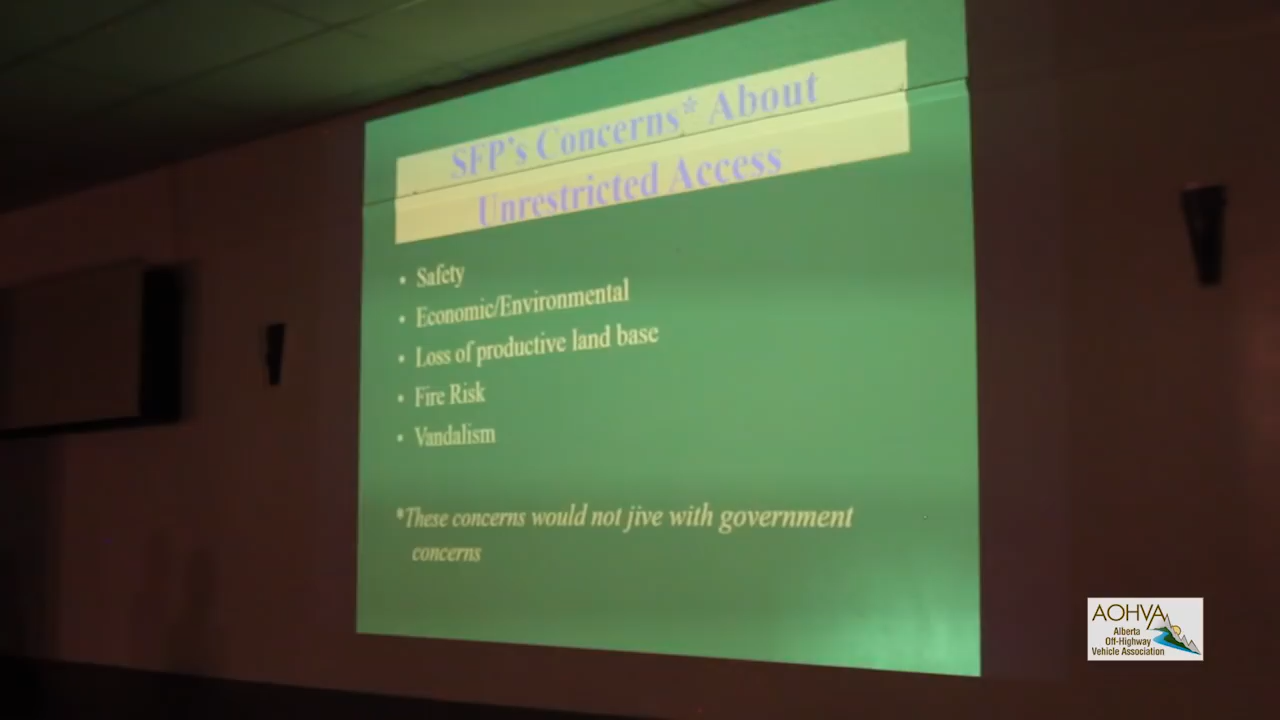 SFP's Concerns* About
Unrestricted Access
• Safety
• Economic/Environmental
• Loss of productive land base
• Fire Risk
• Vandalism
*These concerns would not jive with government
concerns
AOHVA
Alberta
Off-Highway
Vehicle Association